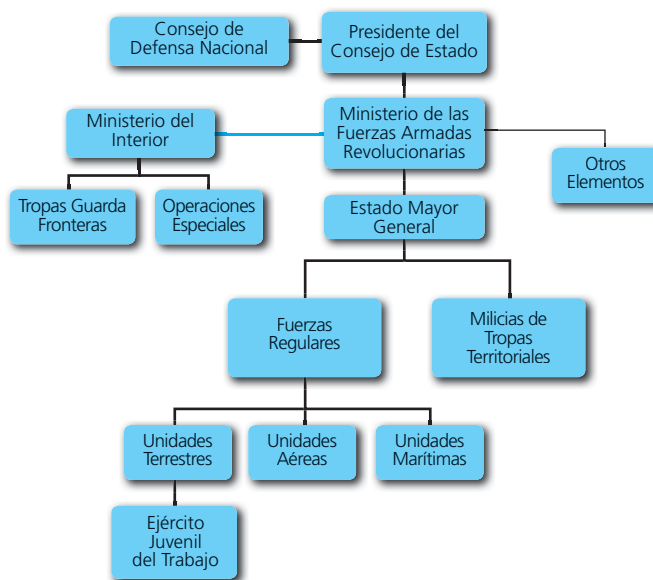 Consejo de
Defensa Nacional
Presidente del
Consejo de Estado
Ministerio del
Interior
Ministerio de las
Fuerzas Armadas
Revolucionarias
Otros
Elementos
Tropas Guarda
Fronteras
Operaciones
Especiales
Estado Mayor
General
Fuerzas
Regulares
Milicias de
Tropas
Territoriales
Unidades
Terrestres
Unidades
Aéreas
Unidades
Marítimas
Ejército
Juvenil
del Trabajo